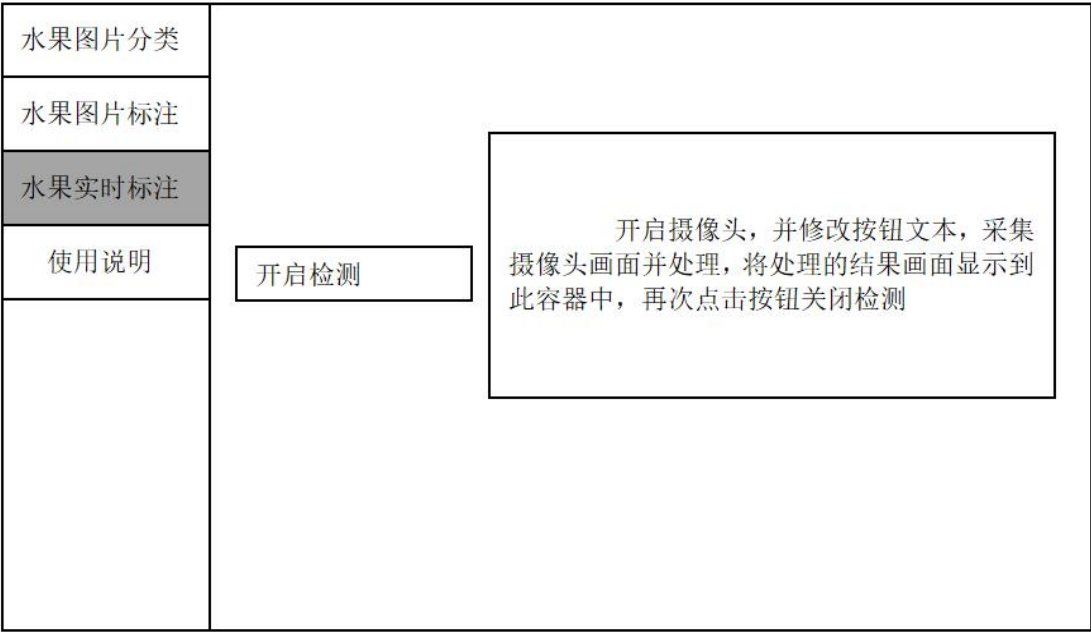 水果图片分类
水果图片标注
水果实时标注
使用说明
开启检测
开启摄像头，并修改按钮文本，采集
摄像头画面并处理，将处理的结果画面显示到
此容器中，再次点击按钮关闭检测